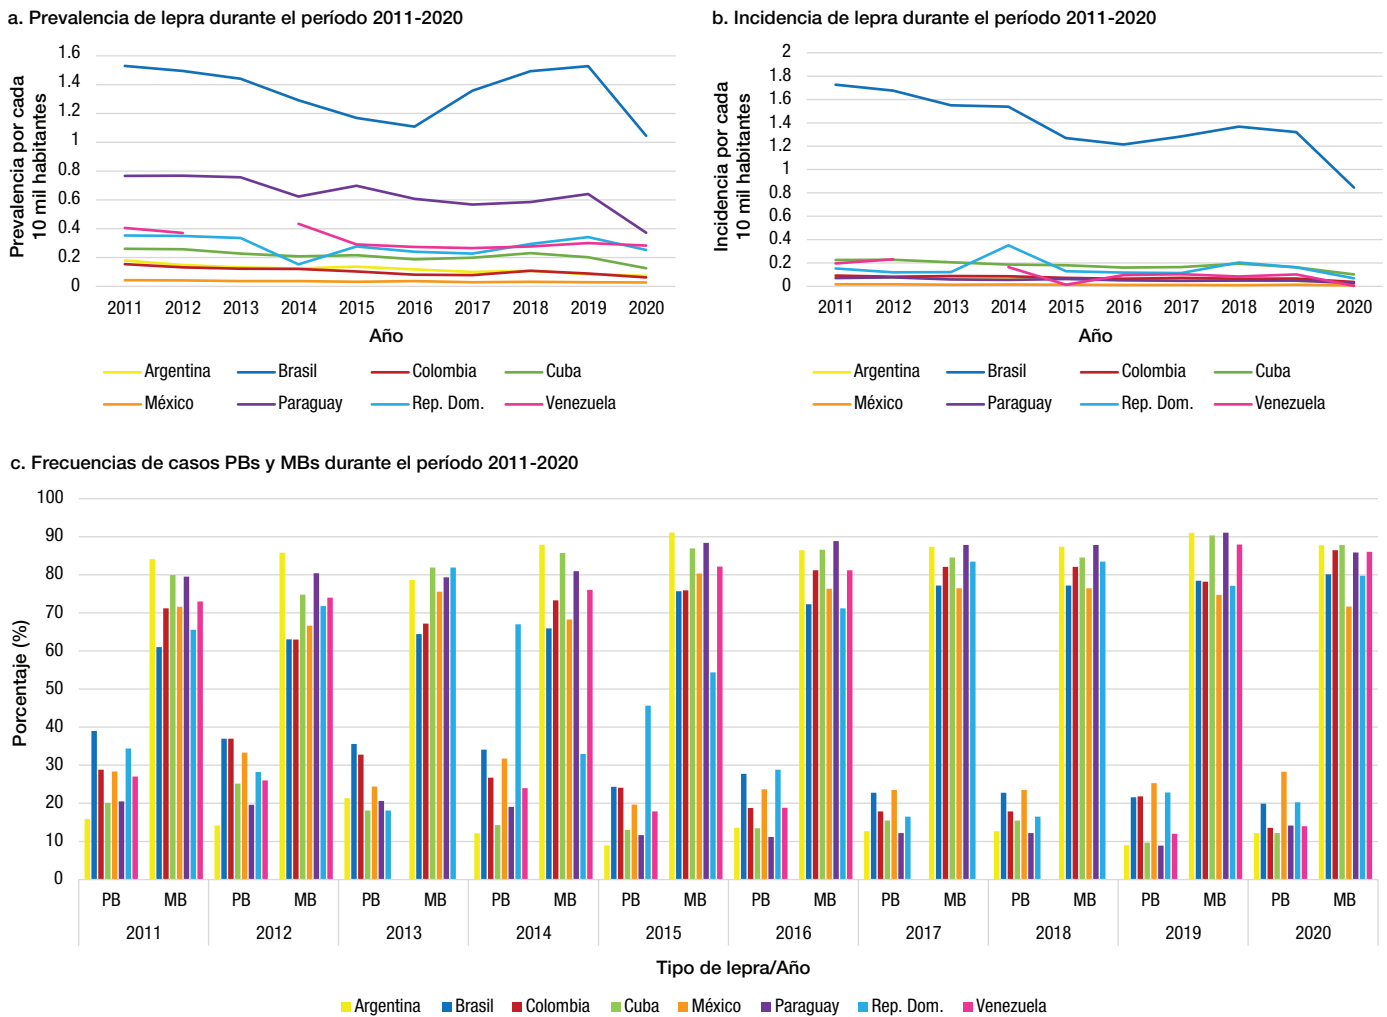 a. Prevalencia de lepra durante el período 2011-2020
Prevalencia por cada
10 mil habitantes
1.6
1.4
1.2
1
0.8
0.6
0.4
0.2
0
2011 2012 2013 2014 2015 2016 2017 2018 2019 2020
Año
Argentina Brasil Colombia Cuba
México Paraguay Rep. Dom. Venezuela
b. Incidencia de lepra durante el período 2011-2020
Incidencia por cada
10 mil habitantes
2
1.8
1.6
1.4
1.2
1
0.8
0.6
0.4
0.2
0
2011 2012 2013 2014 2015 2016 2017 2018 2019 2020
Año
Argentina Brasil Colombia Cuba
México Paraguay Rep. Dom. Venezuela
c. Frecuencias de casos PBs y MBs durante el período 2011-2020
Porcentaje (%)
100
90
80
70
60
50
40
30
20
10
0
PB MB PB MB PB MB PB MB PB MB PB MB PB MB PB MB PB MB PB MB
2011 2012 2013 2014 2015 2016 2017 2018 2019 2020
Tipo de lepra/Año
Argentina Brasil Colombia Cuba México Paraguay Rep. Dom. Venezuela